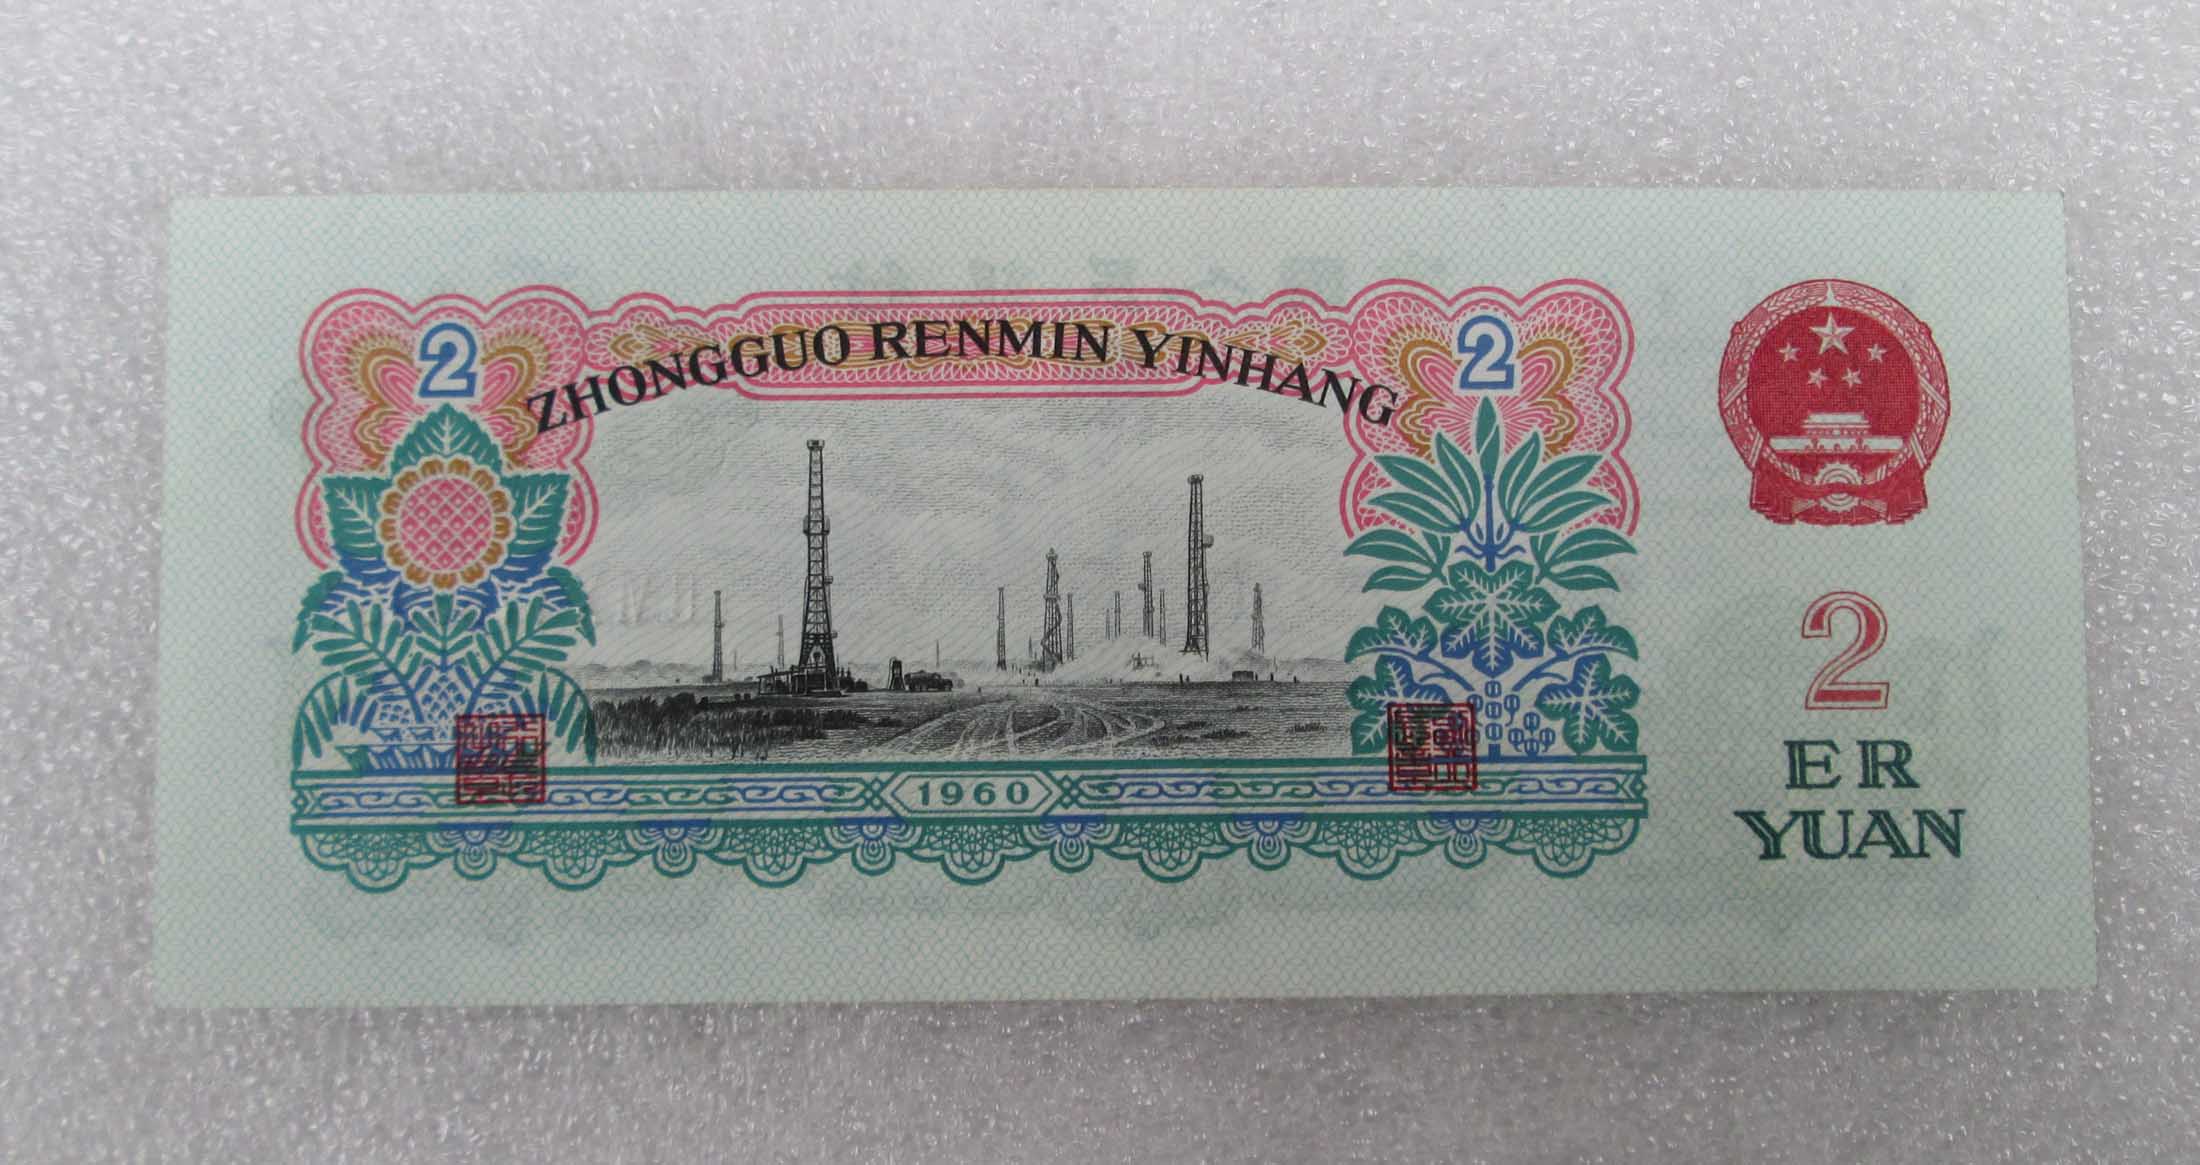 ZHONGGUO RENMIN YINHANG
2
2
1960
2
ER
YUAN